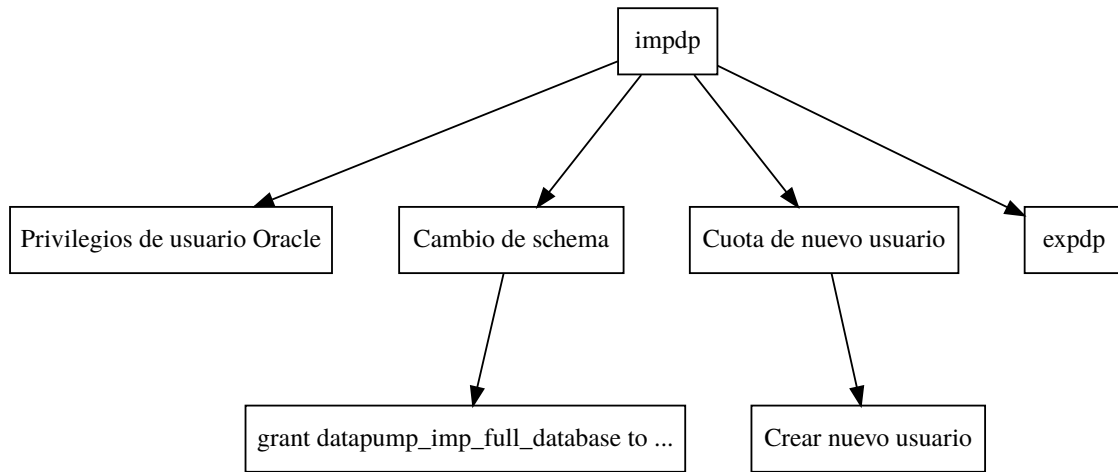 impdp
Privilegios de usuario Oracle
Cambio de schema
Cuota de nuevo usuario
expdp
grant datapump_imp_full_database to ...
Crear nuevo usuario